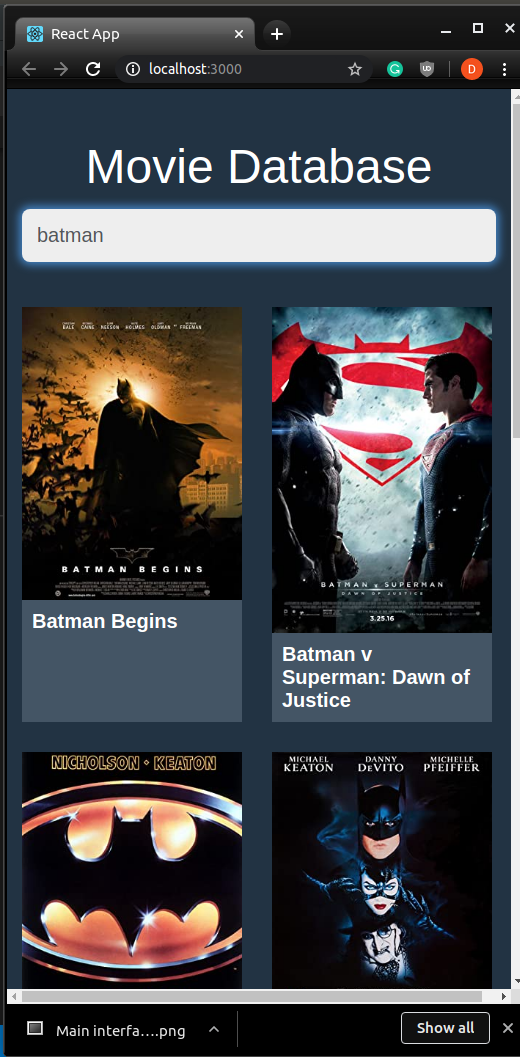 React App
localhost:3000
D
Movie Database
batman
BALE CAINE NEESON HOLMES OLDMAN FREEMAN
BATMAN BEGINS
Batman Begins
BATMAN v SUPERMAN
DAWN OF JUSTICE
3.25.16
Batman v
Superman: Dawn of
Justice
NICHOLSON • KEATON
MICHAEL DANNY MICHELLE
KEATON DEVITO PFEIFFER
Main interfa….png
Show all